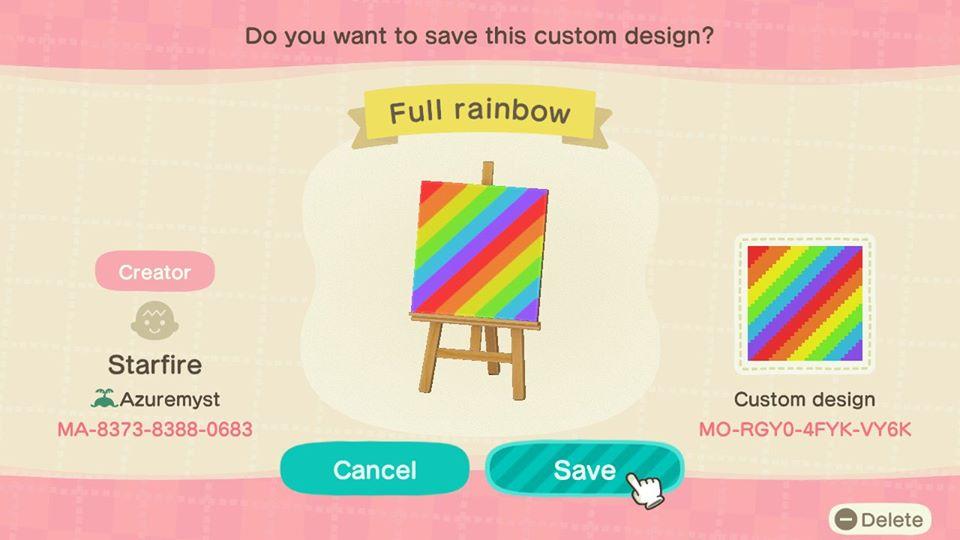 Do you want to save this custom design?
Full rainbow
Creator
Starfire
Azuremyst
MA-8373-8388-0683
Custom design
MO-RGY0-4FYK-VY6K
Cancel
Save
Delete